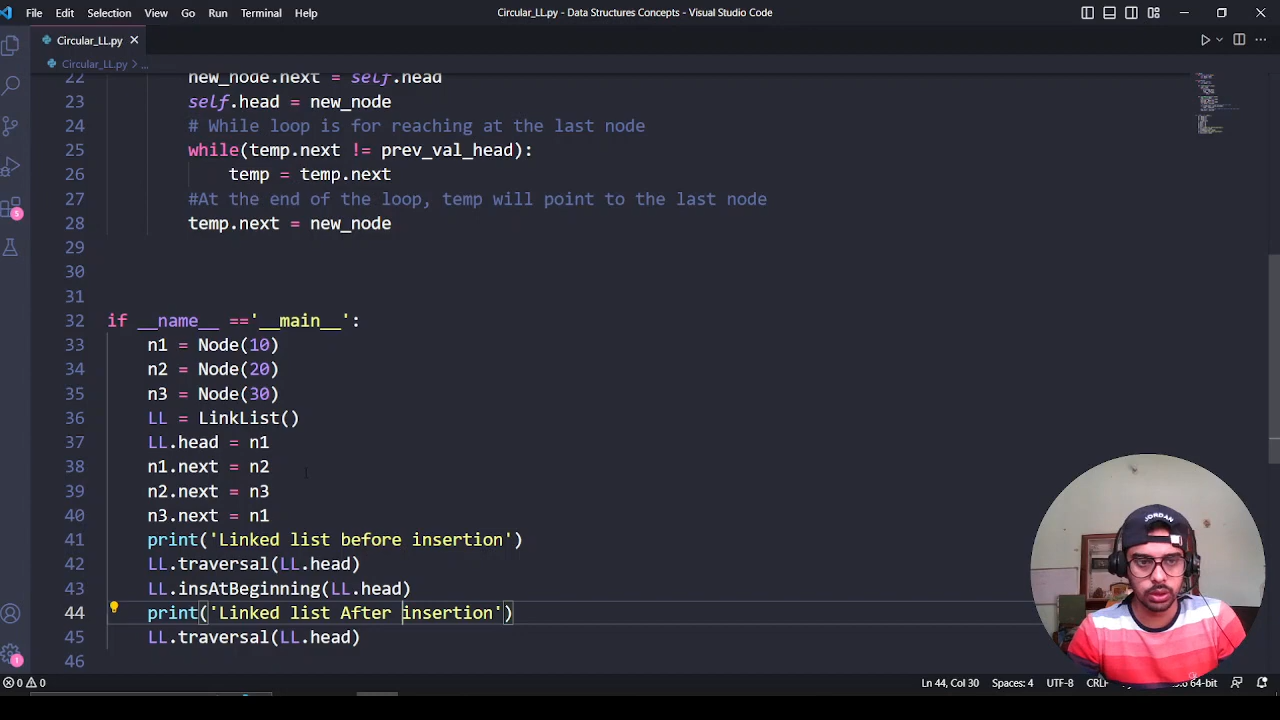 File Edit Selection View Go Run Terminal Help Circular_LL.py - Data Structures Concepts - Visual Studio Code
Circular_LL.py
Circular_LL.py > ...
22 new_node.next = self.head
23 self.head = new_node
24 # While loop is for reaching at the last node
25 while(temp.next != prev_val_head):
26 temp = temp.next
27 #At the end of the loop, temp will point to the last node
28 temp.next = new_node
29
30
31
32 if __name__ =='__main__':
33 n1 = Node(10)
34 n2 = Node(20)
35 n3 = Node(30)
36 LL = LinkList()
37 LL.head = n1
38 n1.next = n2
39 n2.next = n3
40 n3.next = n1
41 print('Linked list before insertion')
42 LL.traversal(LL.head)
43 LL.insAtBeginning(LL.head)
44 print('Linked list After insertion')
45 LL.traversal(LL.head)
46
5
1
JORDAN
0 0 Ln 44, Col 30 Spaces: 4 UTF-8 CRLF 64-bit